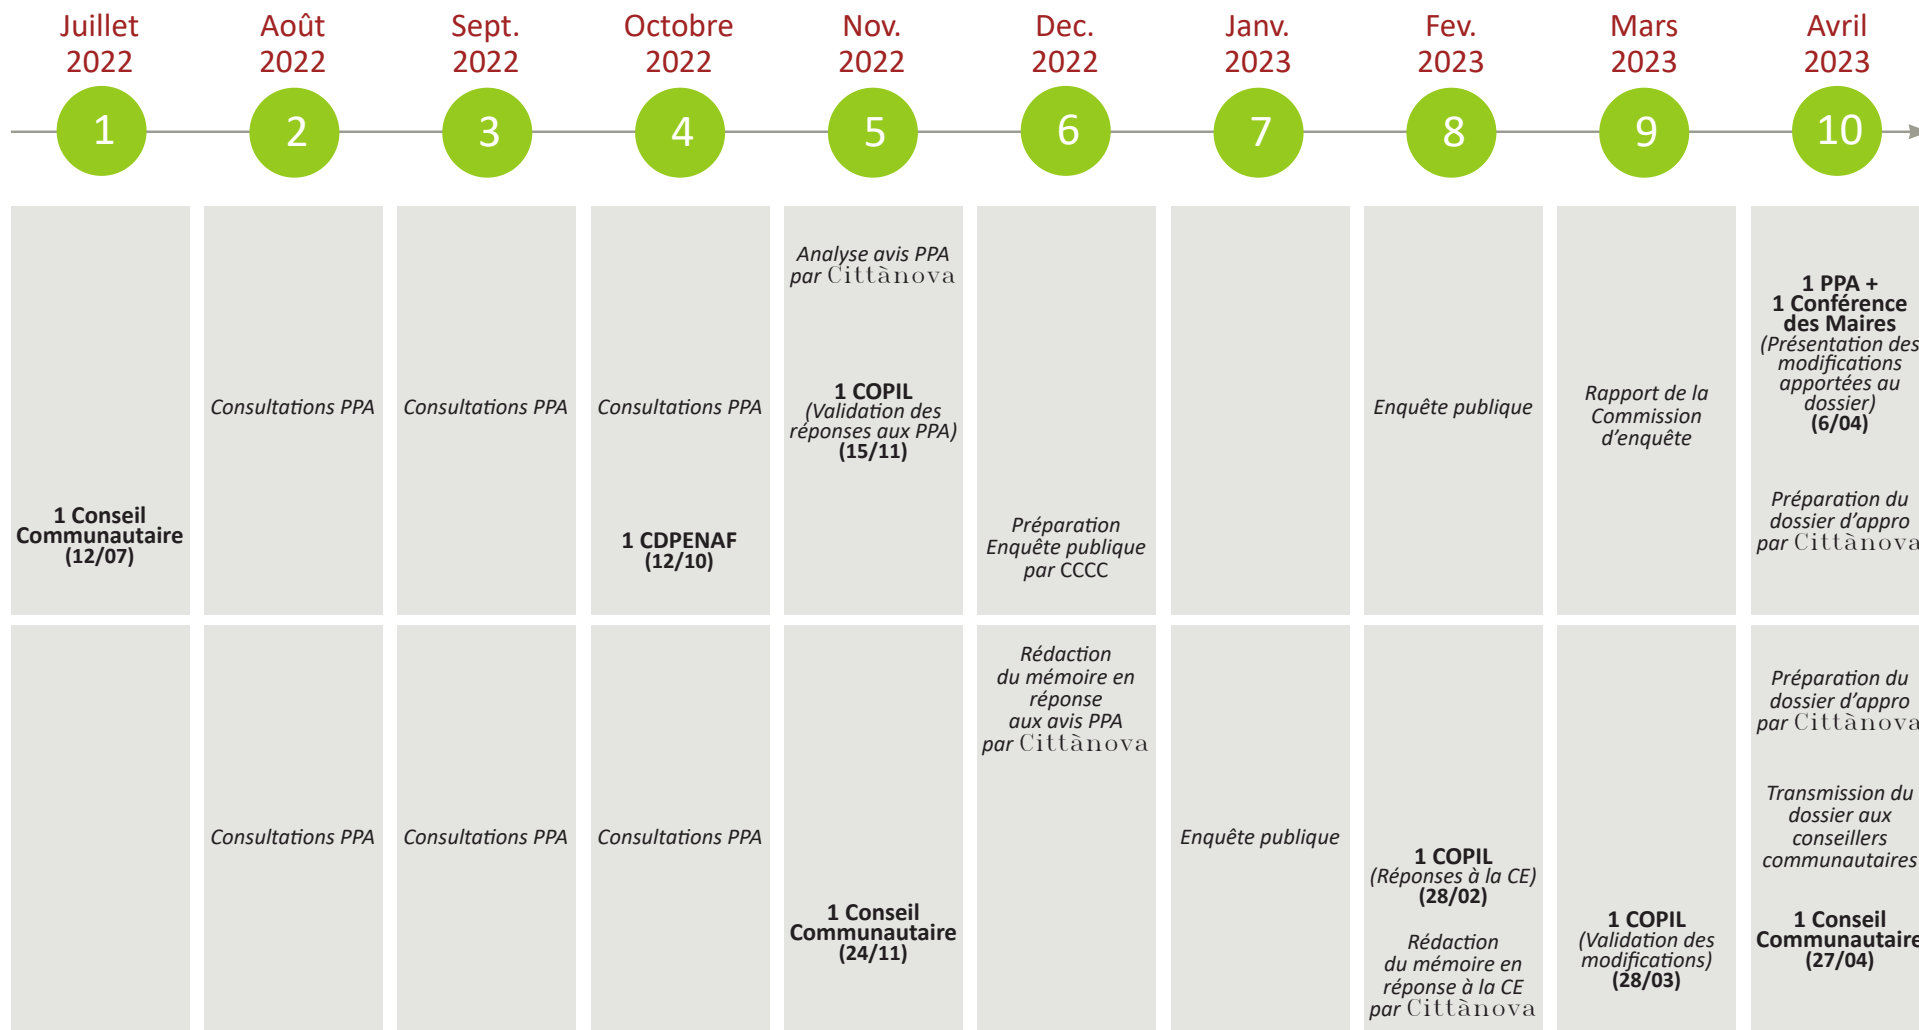 Juillet
2022
Août
2022
Sept.
2022
Octobre
2022
Nov.
2022
Dec.
2022
Janv.
2023
Fev.
2023
Mars
2023
Avril
2023
1
2
3
4
5
6
7
8
9
10
1 Conseil
Communautaire
(12/07)
Consultations PPA
Consultations PPA
Consultations PPA
1 CDPENAF
(12/10)
Analyse avis PPA
par Cittànova
1 COPIL
(Validation des
réponses aux PPA)
(15/11)
Préparation
Enquête publique
par CCCC
Enquête publique
Rapport de la
Commission
d'enquête
1 PPA +
1 Conférence
des Maires
(Présentation des
modifications
apportées au
dossier)
(6/04)
Préparation du
dossier d'appro
par Cittànova
Consultations PPA
Consultations PPA
Consultations PPA
1 Conseil
Communautaire
(24/11)
Rédaction
du mémoire en
réponse
aux avis PPA
par Cittànova
Enquête publique
1 COPIL
(Réponses à la CE)
(28/02)
Rédaction
du mémoire en
réponse à la CE
par Cittànova
1 COPIL
(Validation des
modifications)
(28/03)
Préparation du
dossier d'appro
par Cittànova
Transmission du
dossier aux
conseillers
communautaires
1 Conseil
Communautaire
(27/04)